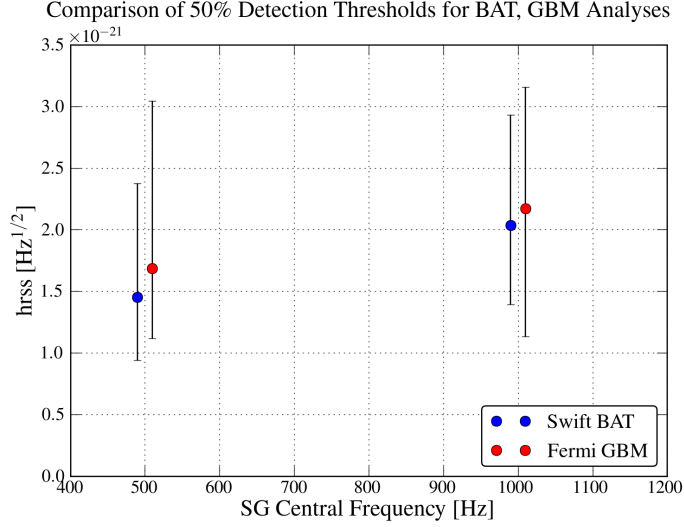 Comparison of 50% Detection Thresholds for BAT, GBM Analyses
×10⁻²¹
3.5
3.0
2.5
2.0
1.5
1.0
0.5
0.0
hrss [Hz^{1/2}]
400 500 600 700 800 900 1000 1100 1200
SG Central Frequency [Hz]
Swift BAT
Fermi GBM